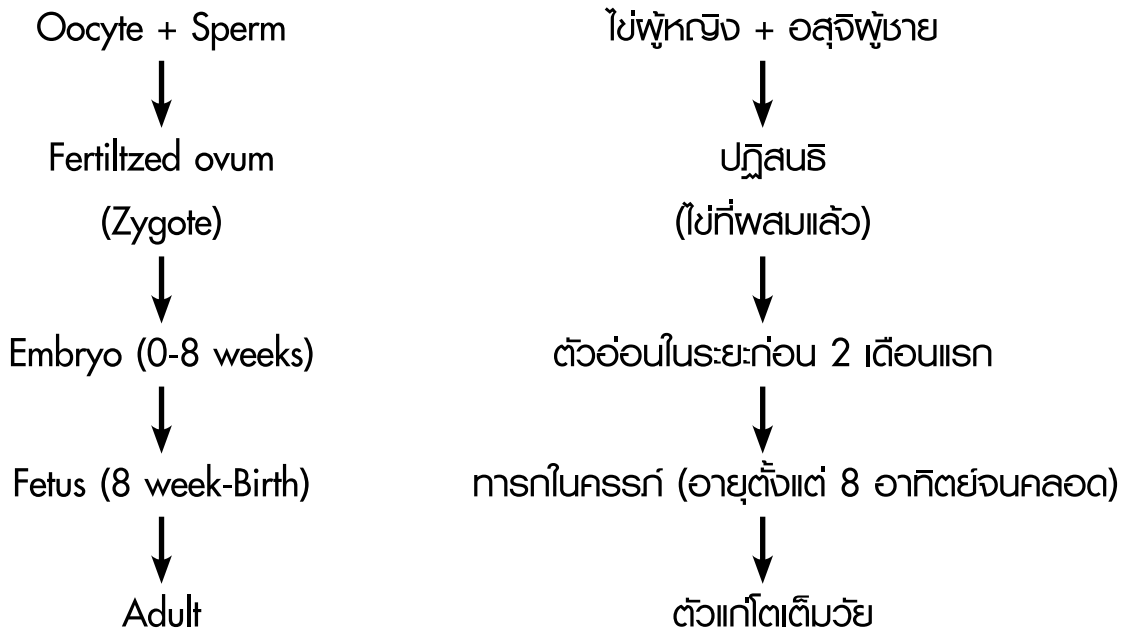 Oocyte + Sperm
ไข่ผู้หญิง + อสุจิผู้ชาย
Fertiltzed ovum
ปฏิสนธิ
(Zygote)
(ไข่ที่ผสมแล้ว)
Embryo (0-8 weeks)
ตัวอ่อนในระยะก่อน 2 เดือนแรก
Fetus (8 week-Birth)
ทารกในครรภ์ (อายุตั้งแต่ 8 อาทิตย์จนคลอด)
Adult
ตัวแก่โตเต็มวัย